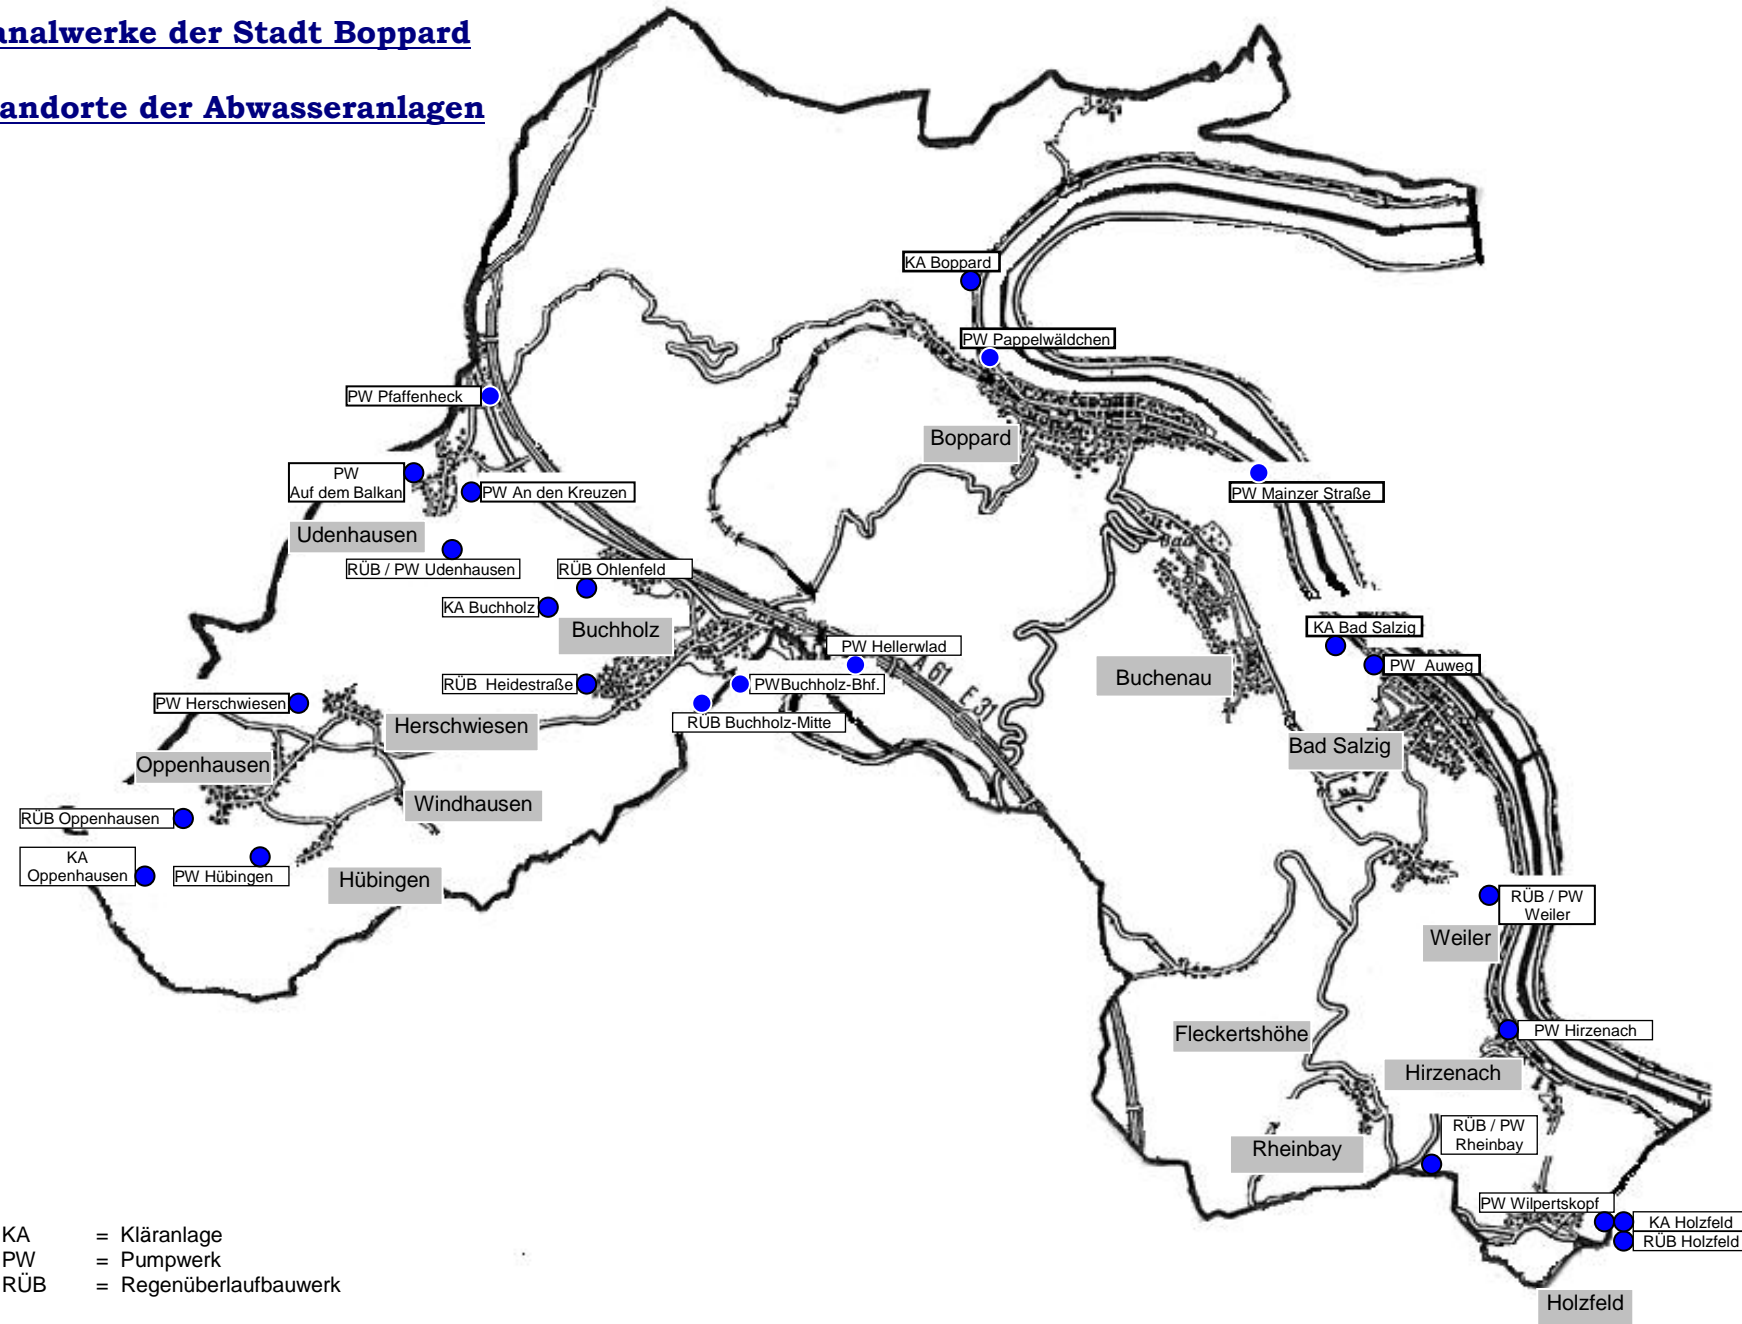 analwerke der Stadt Boppard
andorte der Abwasseranlagen
KA Boppard
PW Pappelwäldchen
PW Pfaffenheck
Boppard
PW
Auf dem Balkan
PW An den Kreuzen
PW Mainzer Straße
Udenhausen
Bad
RÜB / PW Udenhausen
RÜB Ohlenfeld
KA Buchholz
Buchholz
KA Bad Salzig
PW Hellerwlad
PW Auweg
A 61 E 31
Buchenau
RÜB Heidestraße
PWBuchholz-Bhf.
PW Herschwiesen
RÜB Buchholz-Mitte
Herschwiesen
Bad Salzig
Oppenhausen
Windhausen
RÜB Oppenhausen
KA
Oppenhausen
PW Hübingen
Hübingen
RÜB / PW
Weiler
Weiler
Fleckertshöhe
PW Hirzenach
Hirzenach
RÜB / PW
Rheinbay
Rheinbay
PW Wilpertskopf
KA Holzfeld
RÜB Holzfeld
Holzfeld
KA = Kläranlage
PW = Pumpwerk
RÜB = Regenüberlaufbauwerk